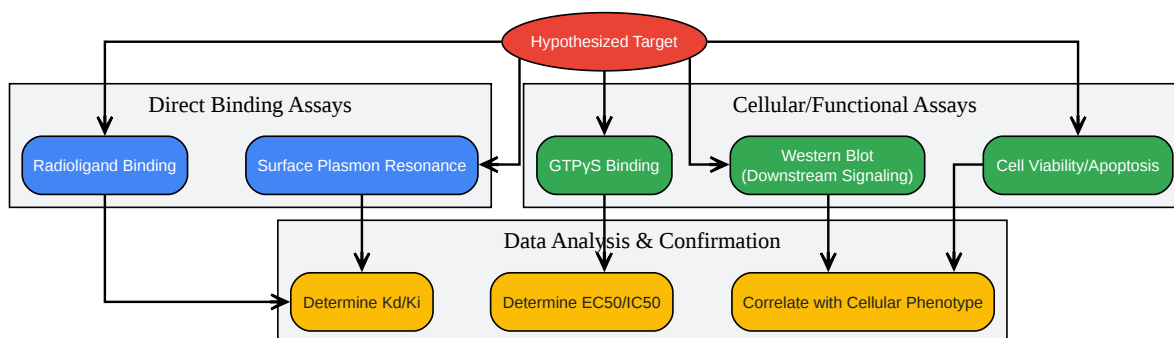 Hypothesized Target
Direct Binding Assays
Cellular/Functional Assays
Radioligand Binding
Surface Plasmon Resonance
GTPγS Binding
Western Blot
(Downstream Signaling)
Cell Viability/Apoptosis
Data Analysis & Confirmation
Determine Kd/Ki
Determine EC50/IC50
Correlate with Cellular Phenotype